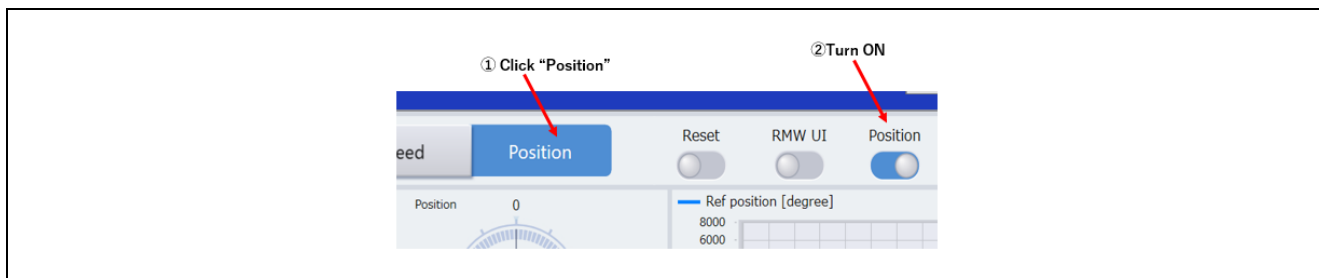 ②Turn ON
① Click “Position”
Reset RMW UI Position
eed Position
Position 0
Ref position [degree]
8000
6000